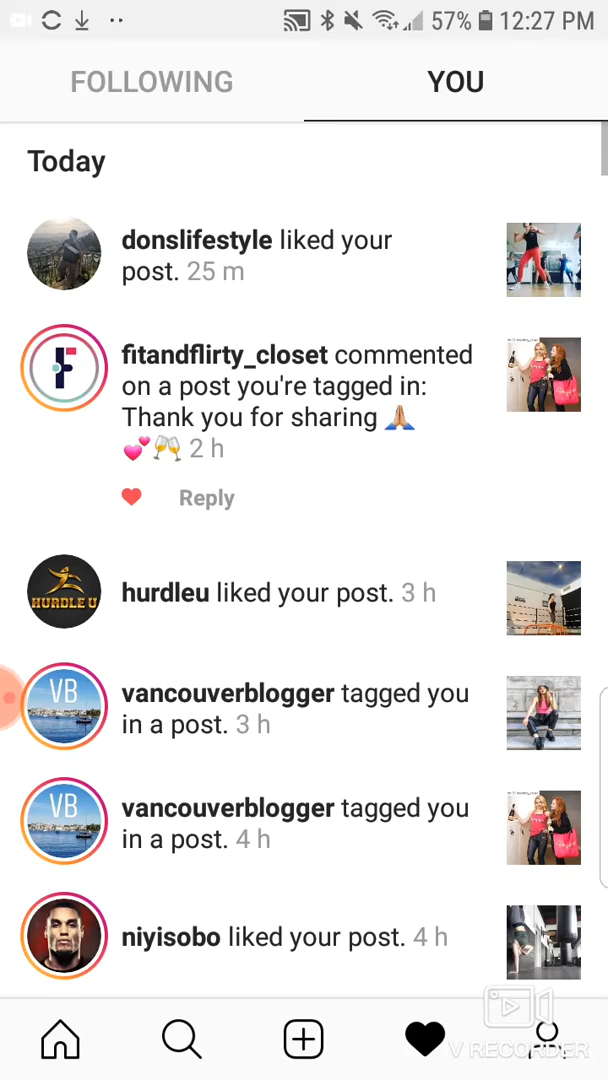 57% 12:27 PM
FOLLOWING
YOU
Today
donslifestyle liked your
post. 25 m
fitandflirty_closet commented
on a post you're tagged in:
Thank you for sharing 🙏🏼
💕🥂 2 h
Reply
HURDLE U
hurdleu liked your post. 3 h
VB
vancouverblogger tagged you
in a post. 3 h
VB
vancouverblogger tagged you
in a post. 4 h
niyisobo liked your post. 4 h
V RECORDER